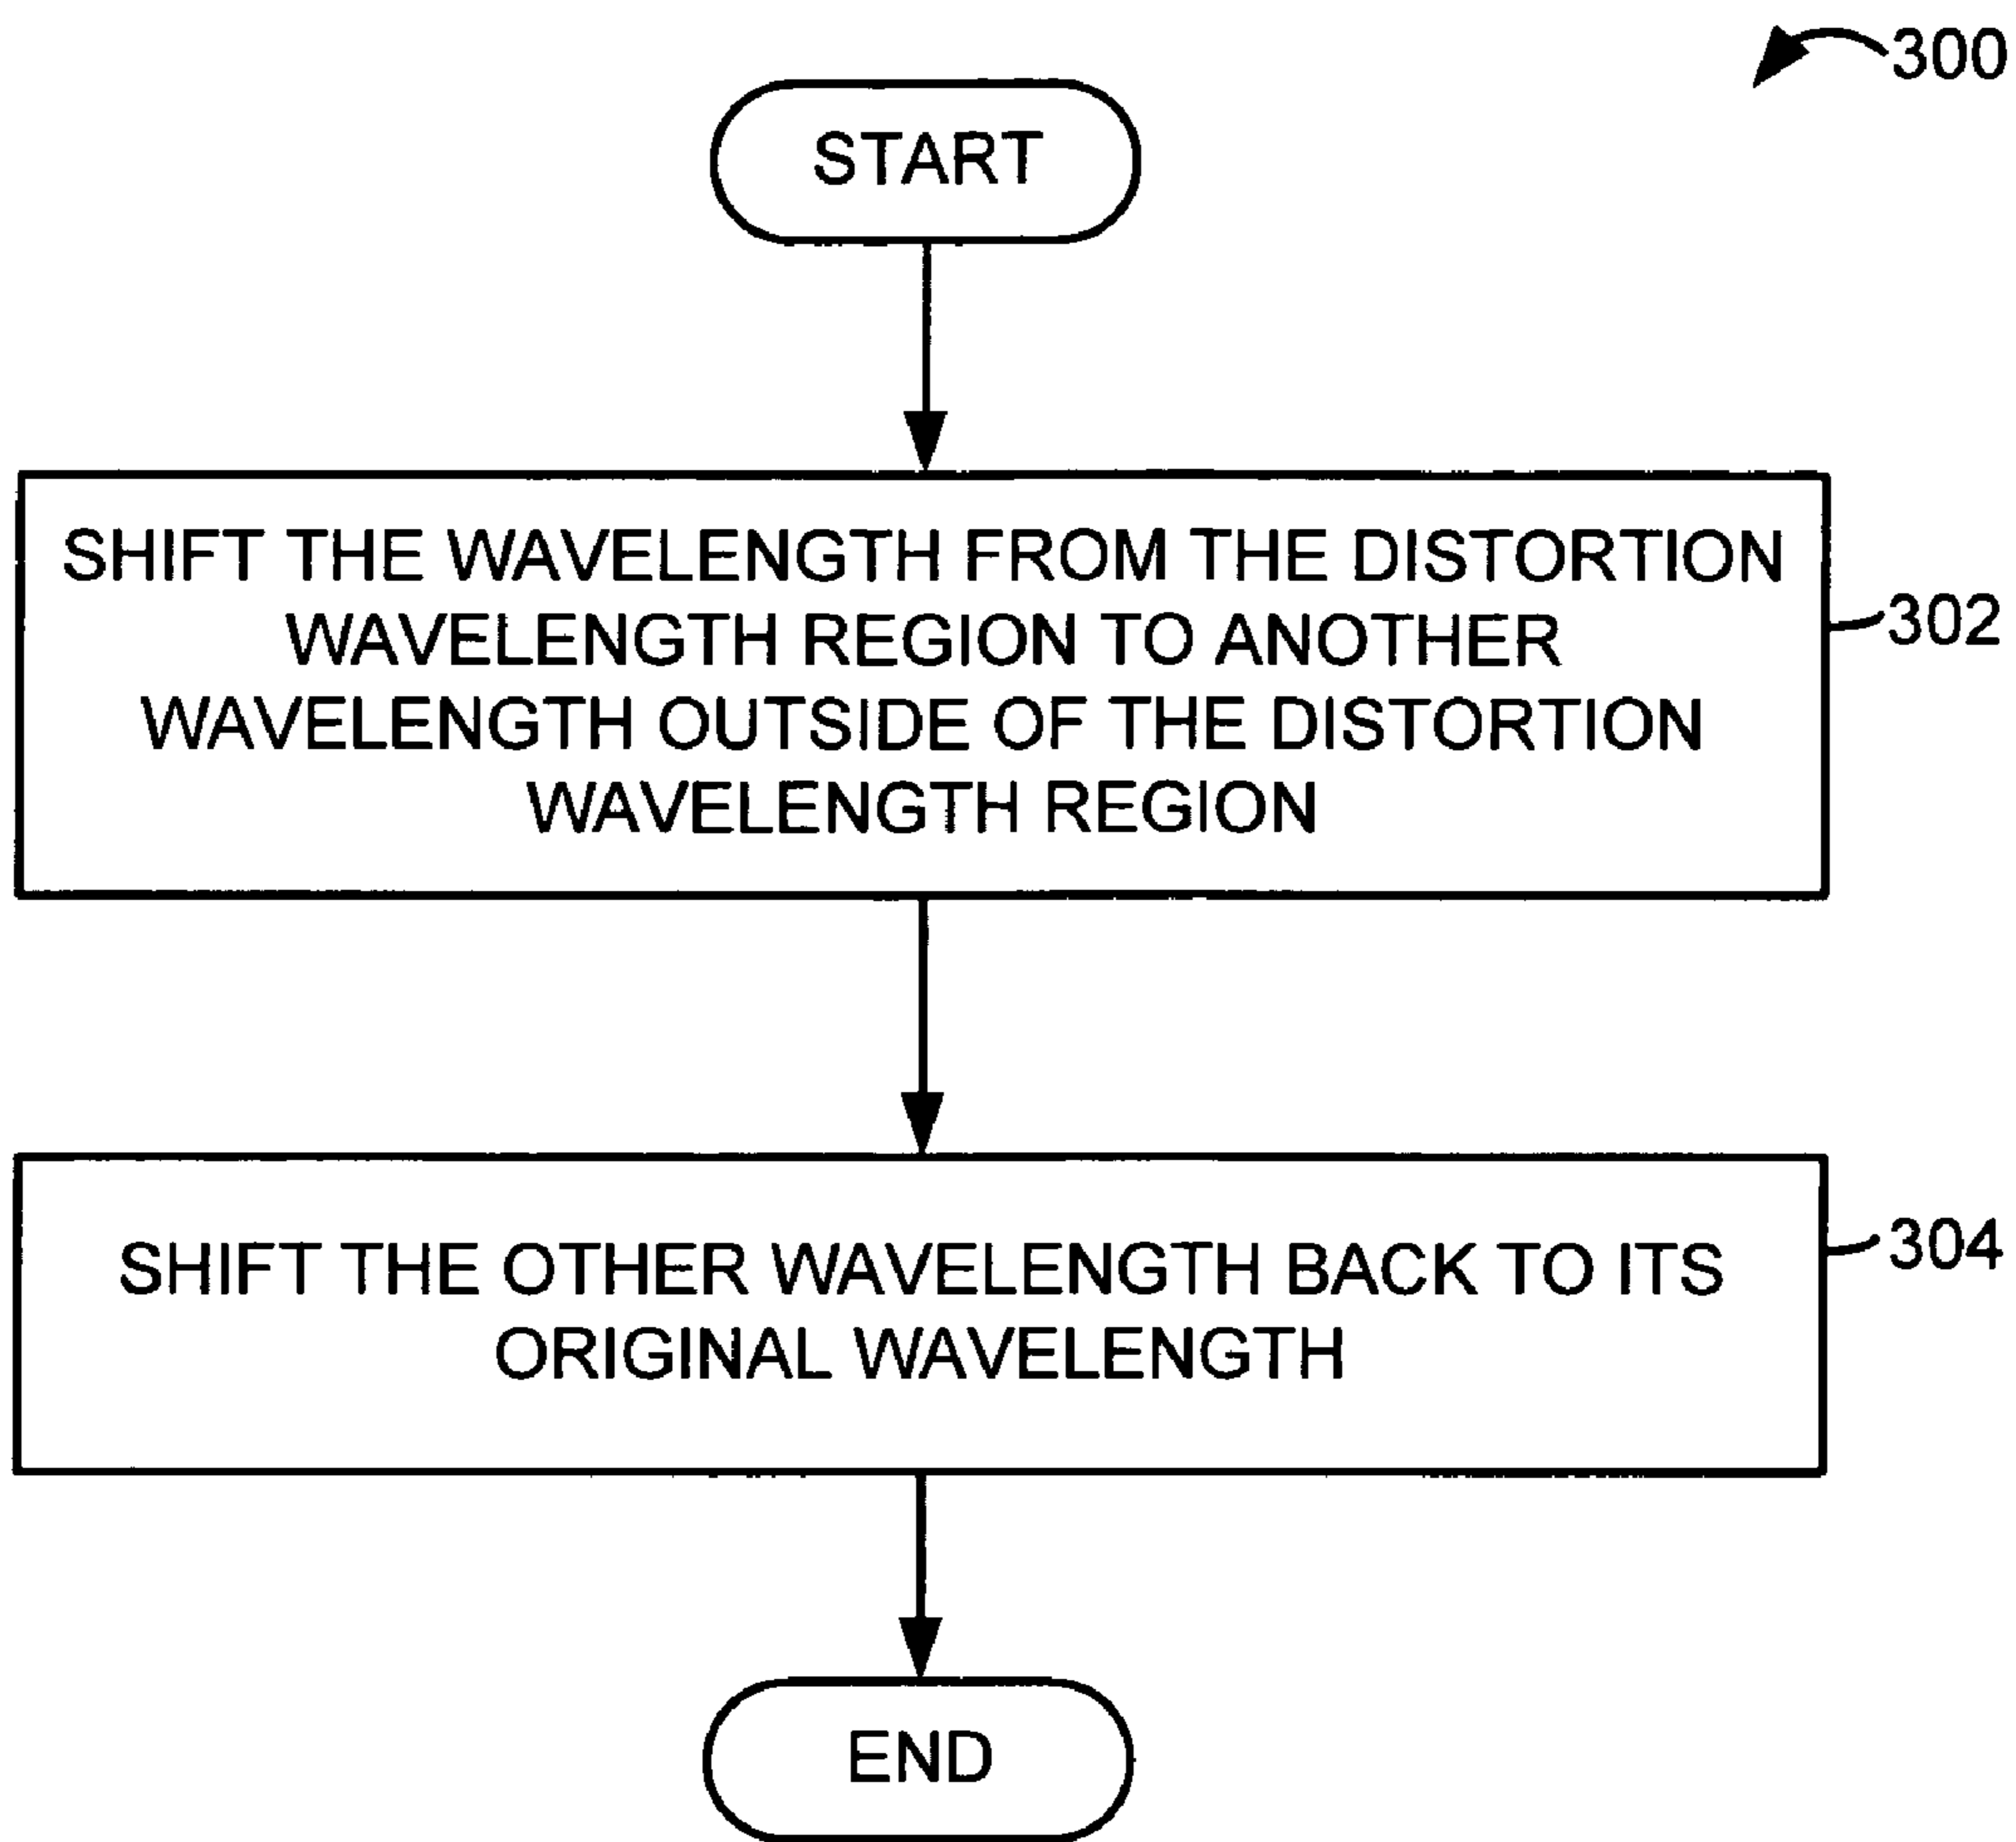 300
START
SHIFT THE WAVELENGTH FROM THE DISTORTION
WAVELENGTH REGION TO ANOTHER
WAVELENGTH OUTSIDE OF THE DISTORTION
WAVELENGTH REGION
302
SHIFT THE OTHER WAVELENGTH BACK TO ITS
ORIGINAL WAVELENGTH
304
END